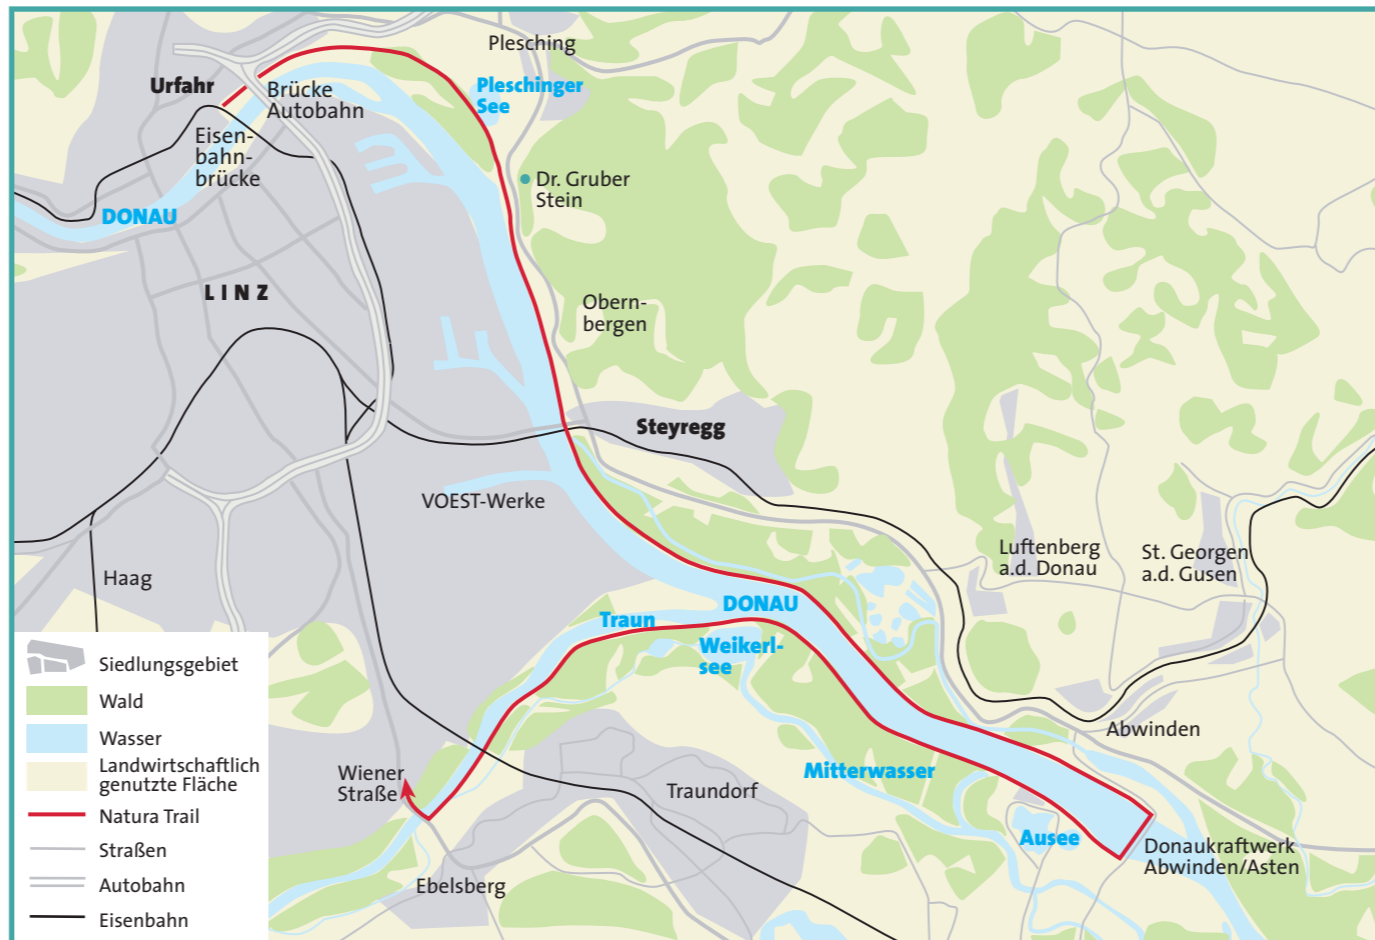 Plesching
Urfahr
Pleschinger
See
Brücke
Autobahn
Eisen-
bahn-
brücke
Dr. Gruber
Stein
DONAU
LINZ
Obern-
bergen
Steyregg
VOEST-Werke
Luftenberg
a.d. Donau
St. Georgen
a.d. Gusen
Haag
DONAU
Traun
Weikerl-
see
Siedlungsgebiet
Wald
Wasser
Landwirtschaftlich
genutzte Fläche
Natura Trail
Straßen
Autobahn
Eisenbahn
Abwinden
Wiener
Straße
Mitterwasser
Traundorf
Ausee
Donaukraftwerk
Abwinden/Asten
Ebelsberg